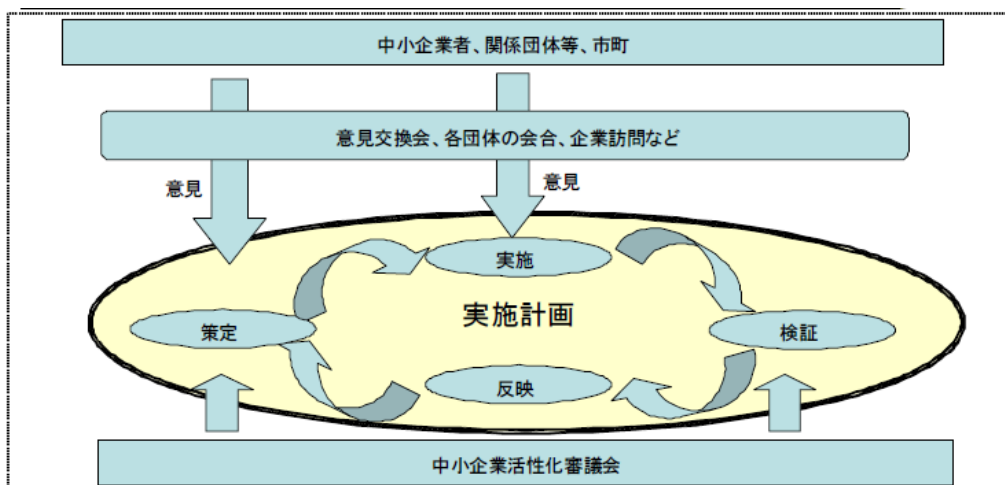 中小企業者、関係団体等、市町
意見交換会、各団体の会合、企業訪問など
意見
意見
実施
実施計画
策定
検証
反映
中小企業活性化審議会